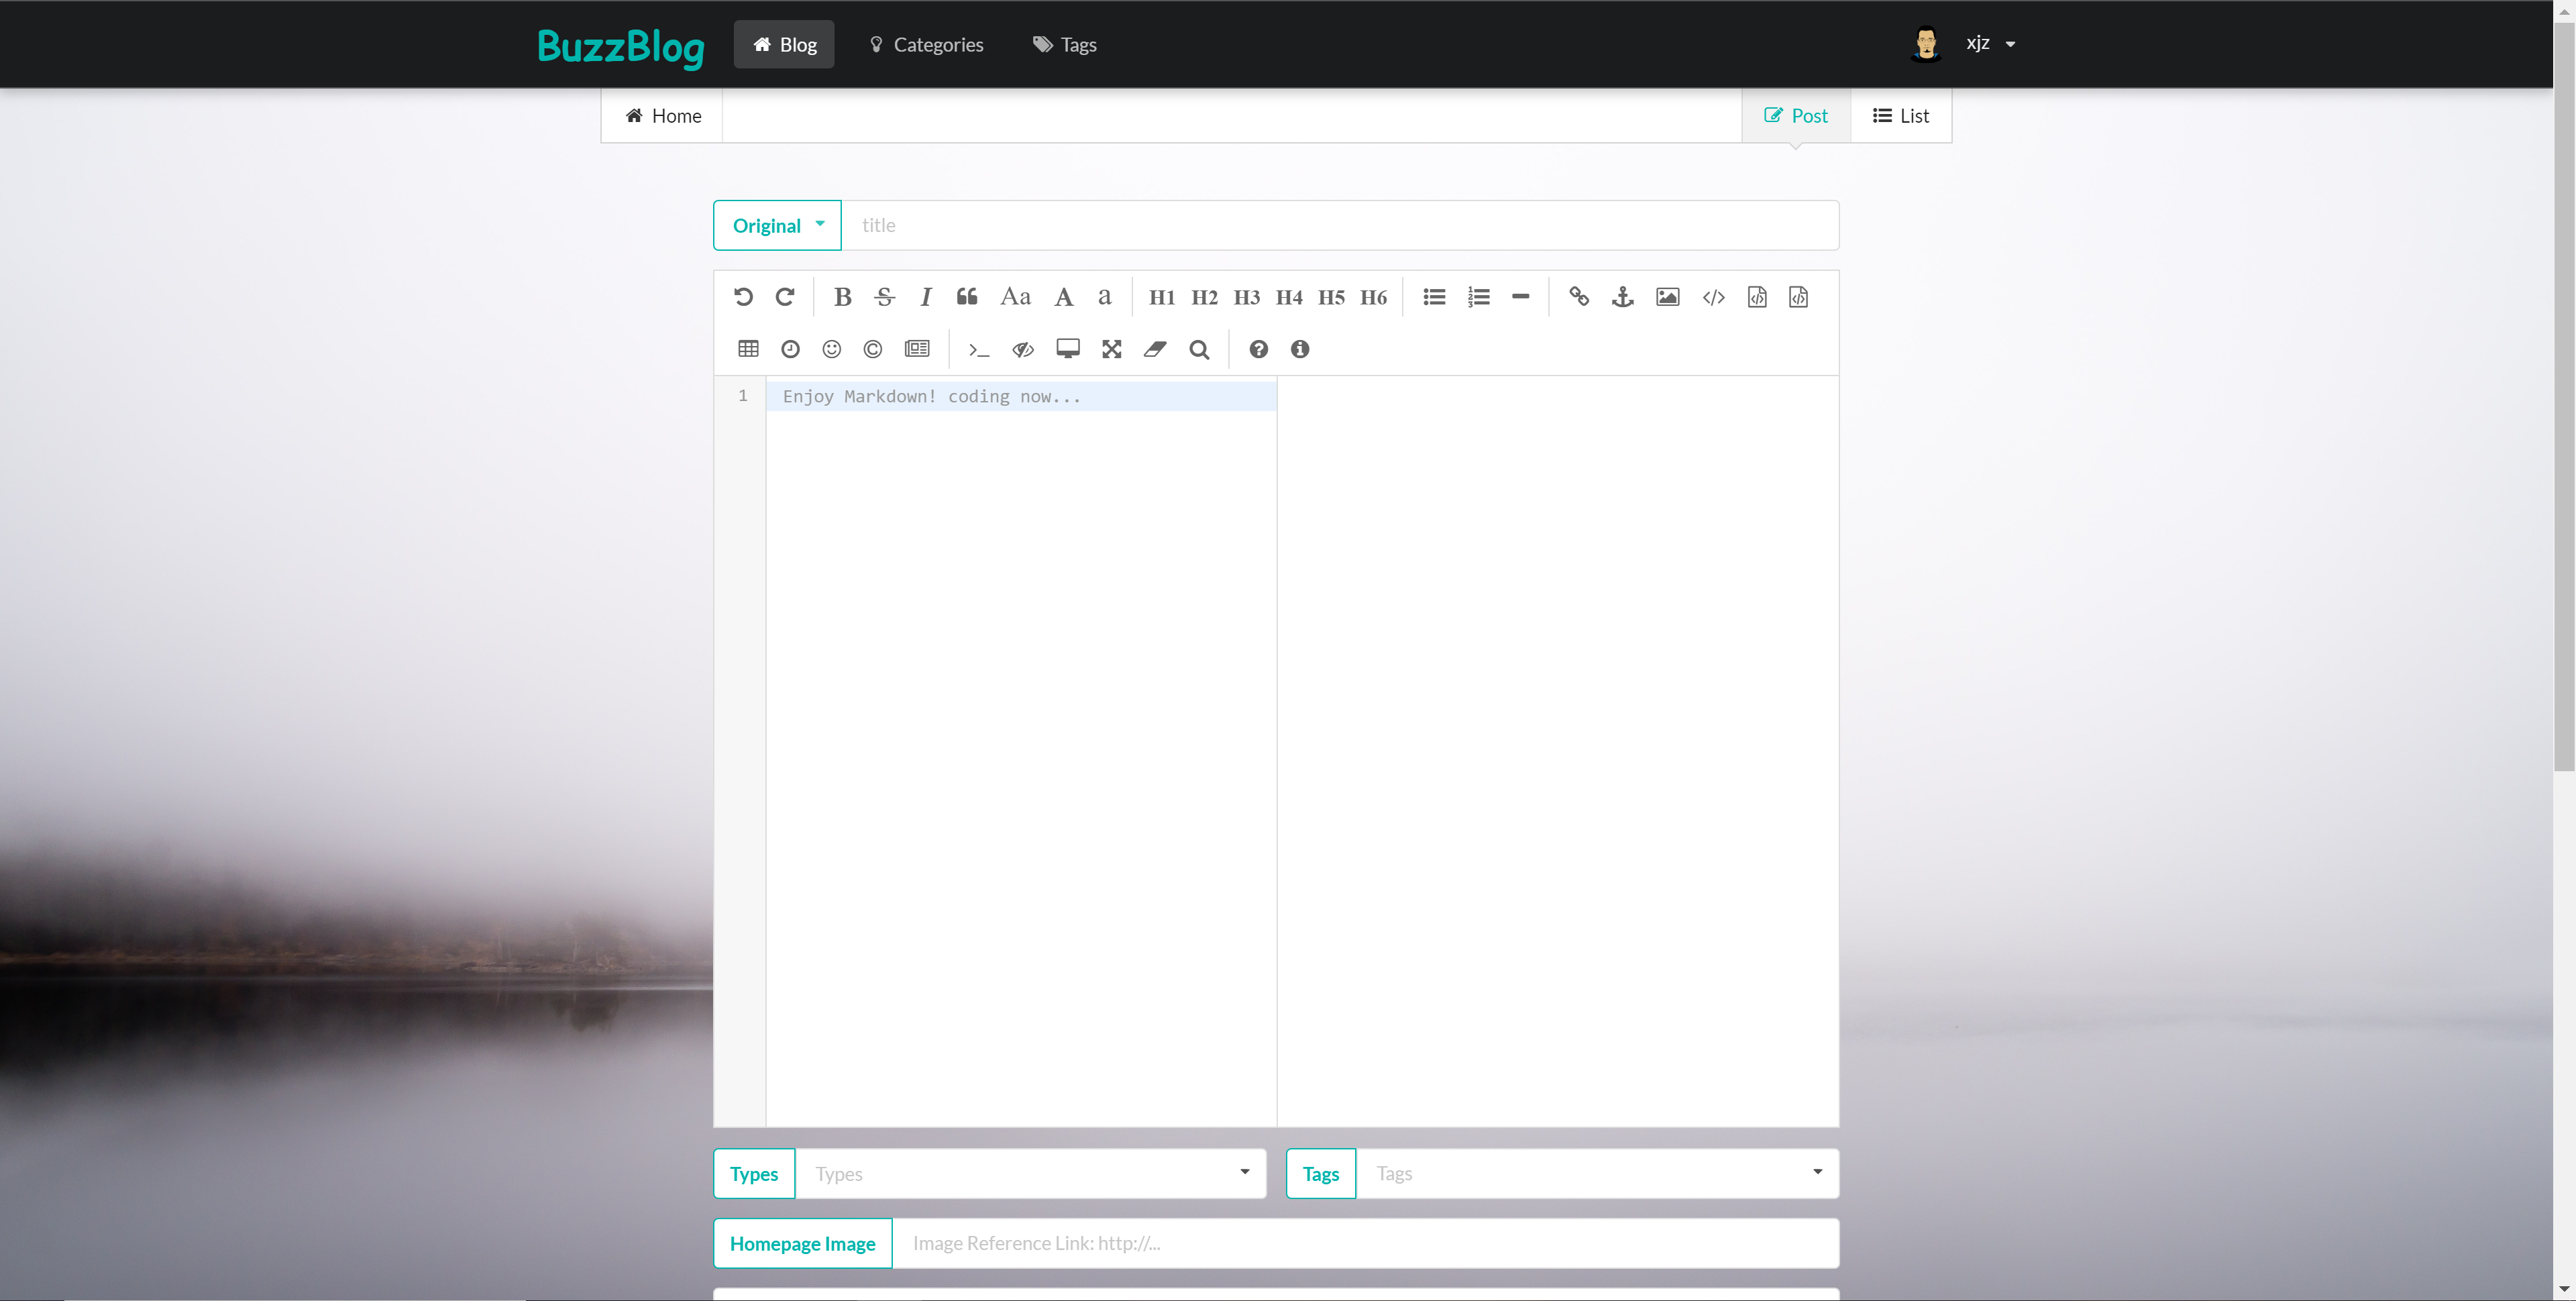 BuzzBlog Blog Categories Tags xjz
Home Post List
Original title
B S I Aa A a H1 H2 H3 H4 H5 H6
1 Enjoy Markdown! coding now...
Types Types Tags Tags
Homepage Image Image Reference Link: http://...